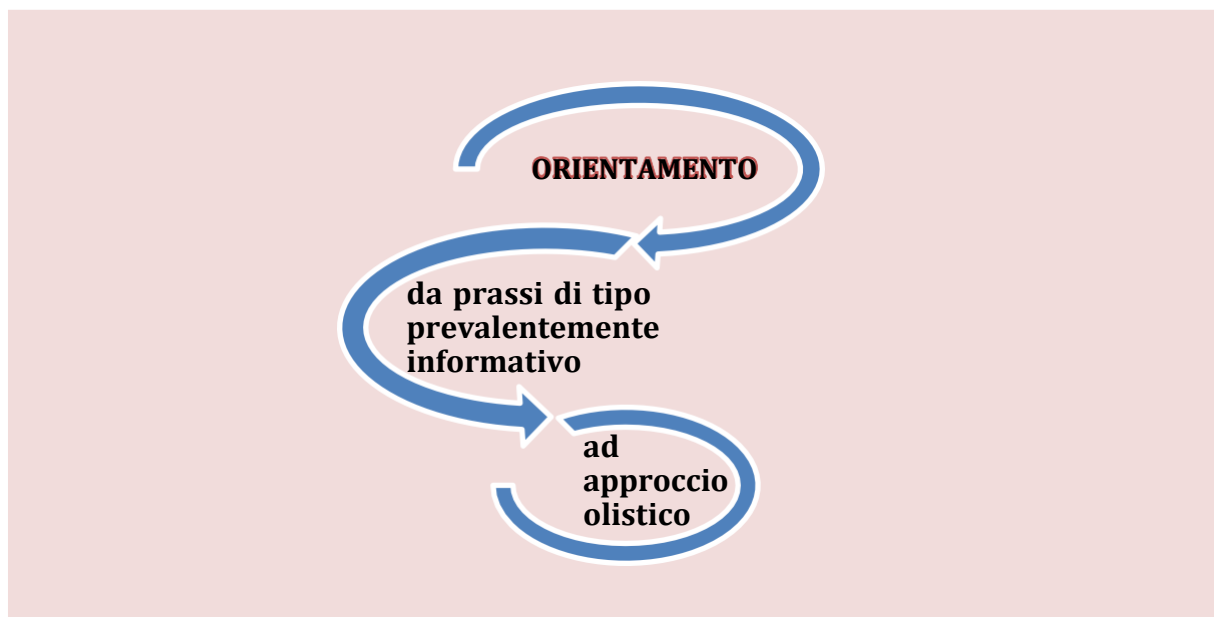 ORIENTAMENTO
da prassi di tipo
prevalentemente
informativo
ad
approccio
olistico